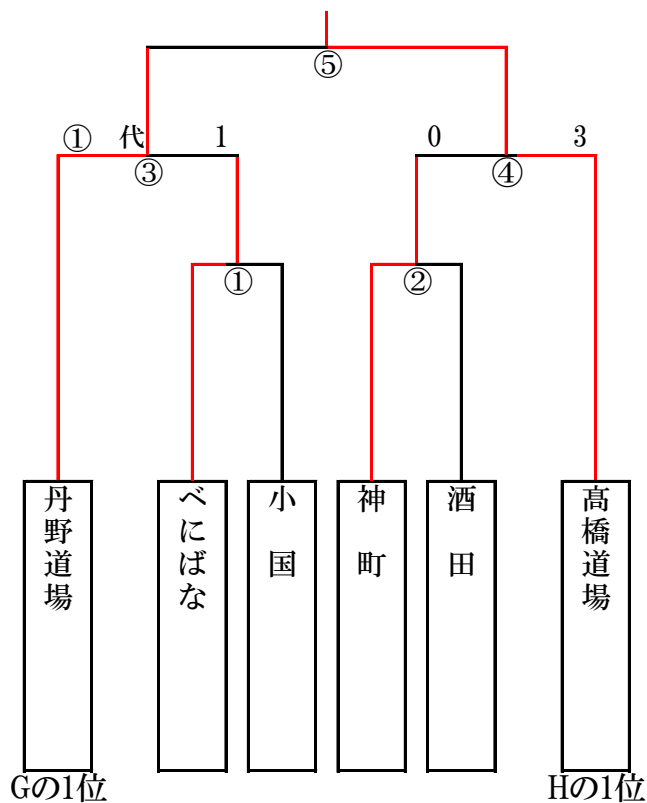 ⑤
① 代 1
0 3
③
④
①
②
丹野道場
べにばな
小国
神町
酒田
髙橋道場
Gの1位
Hの1位